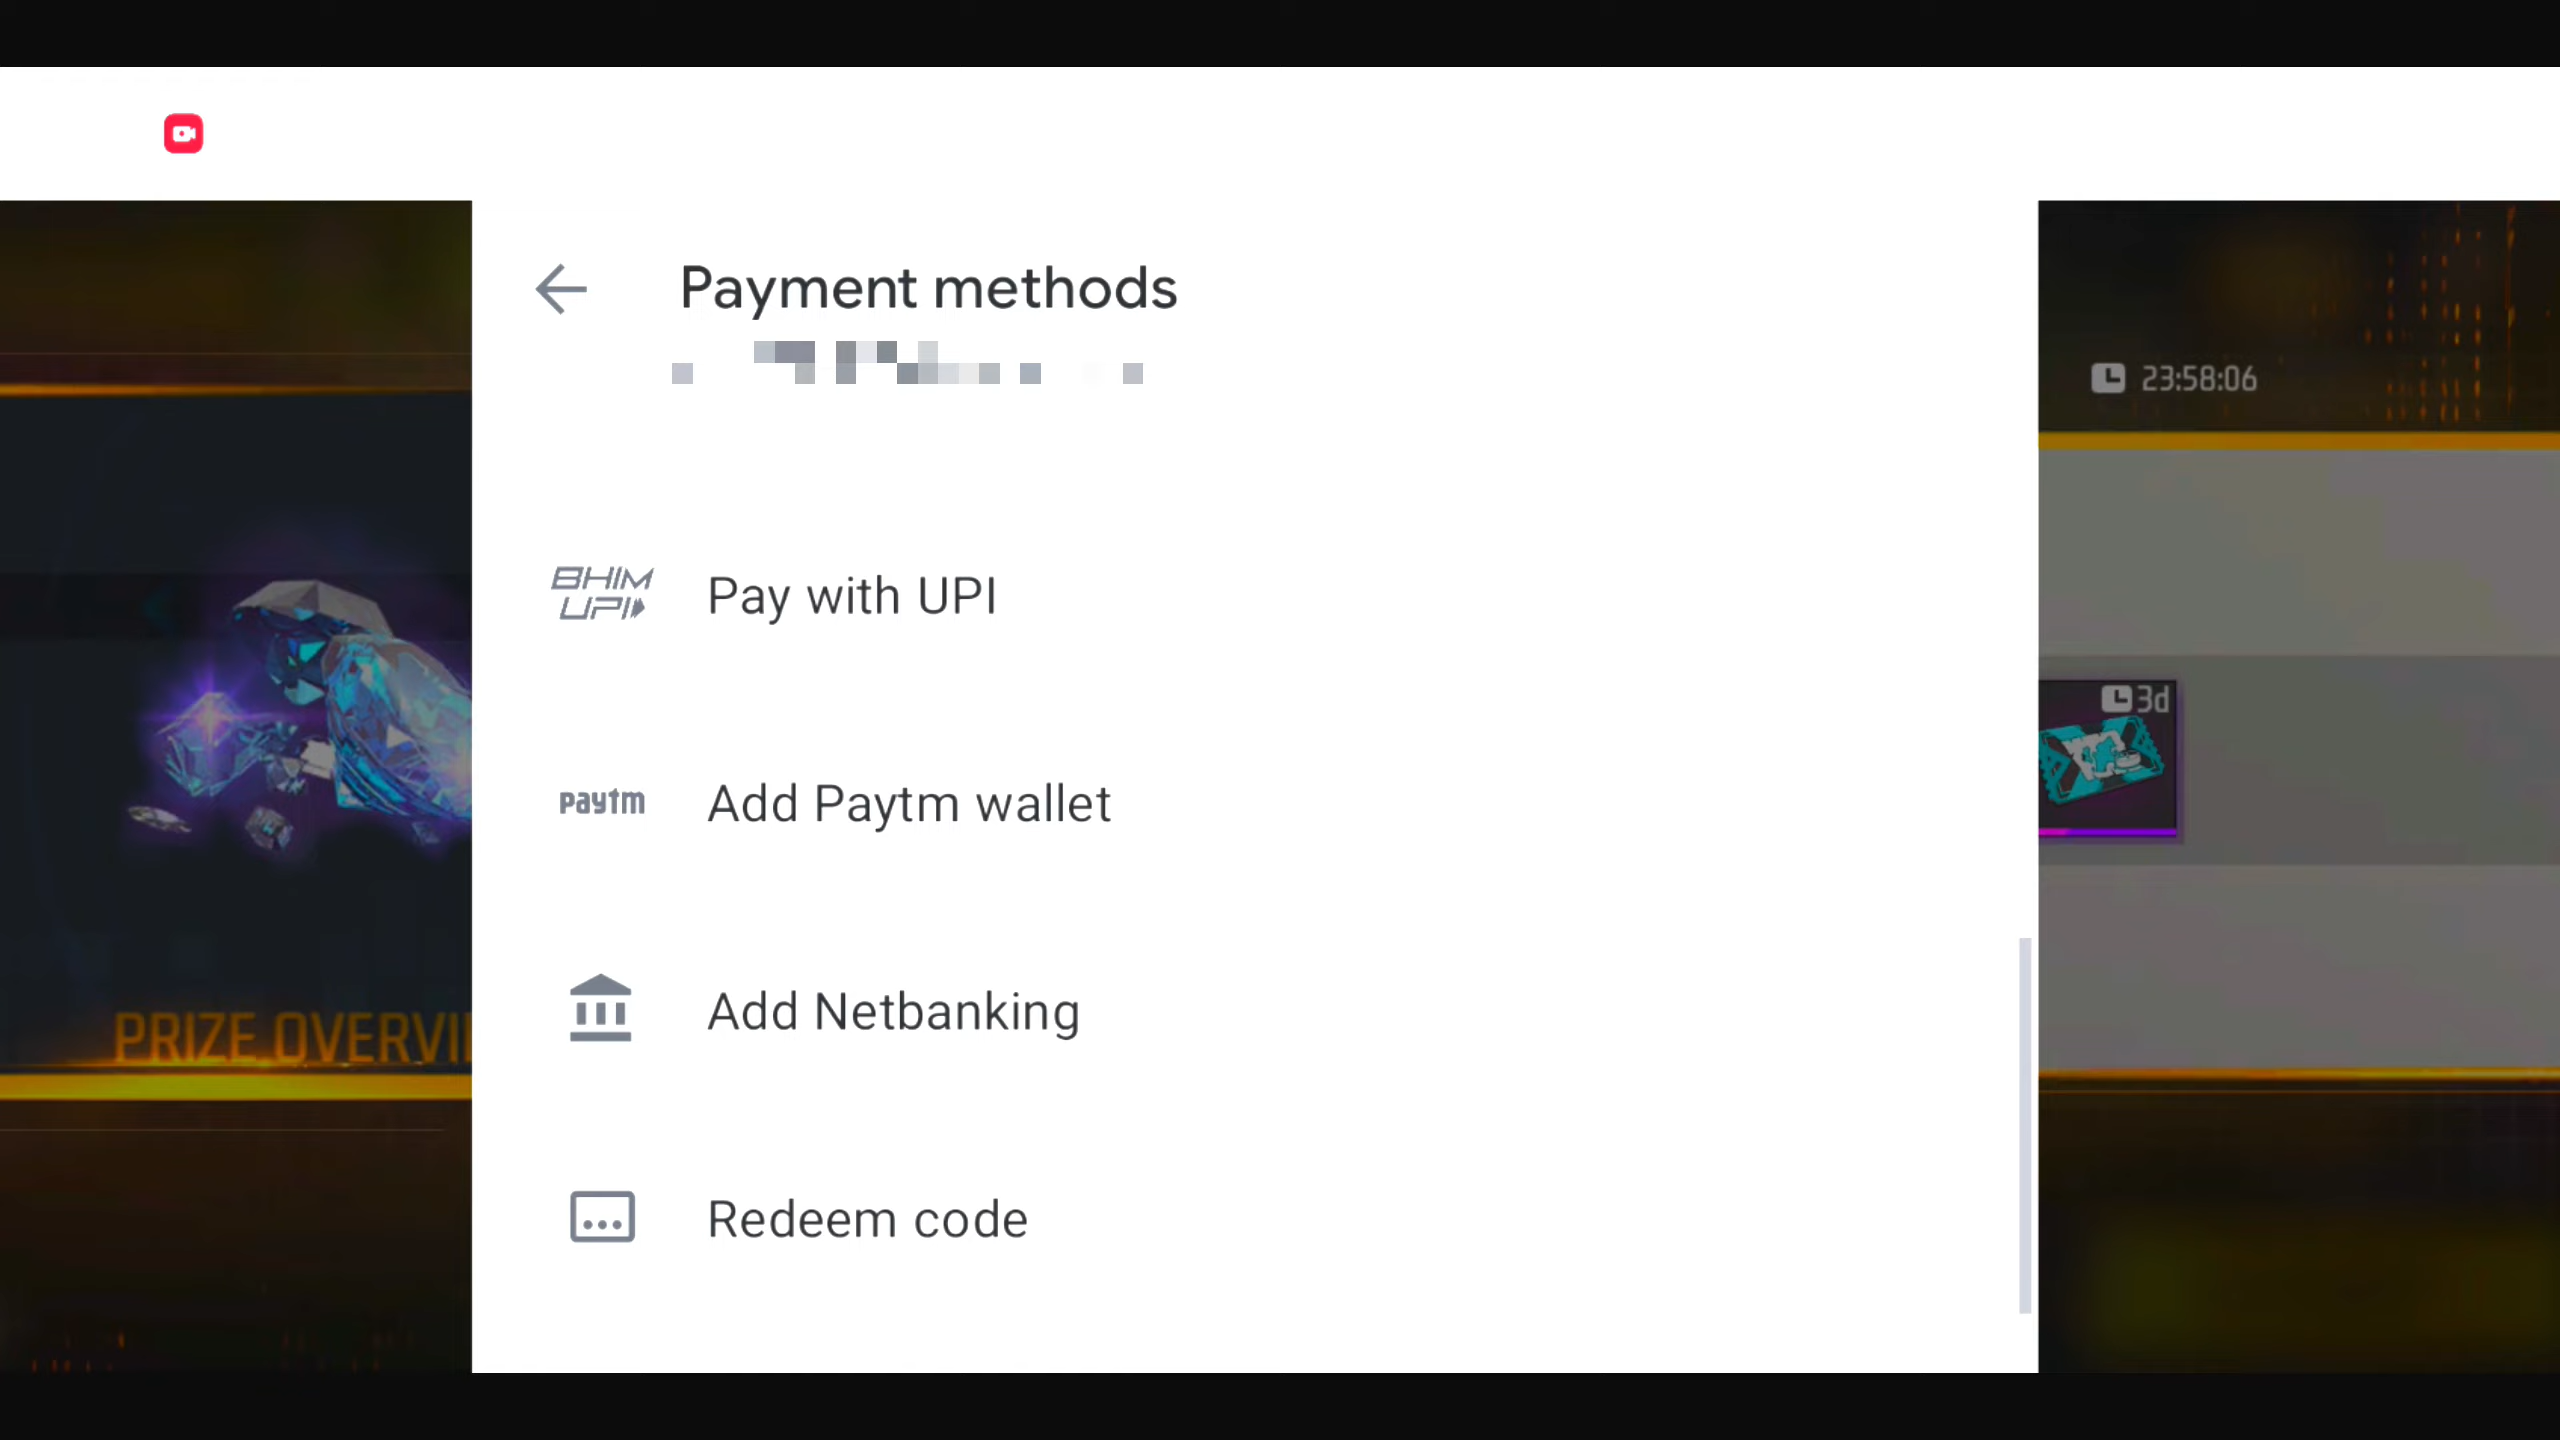 Payment methods
23:58:06
BHIM
UPI
Pay with UPI
3d
paytm
Add Paytm wallet
Add Netbanking
PRIZE OVERVI
Redeem code